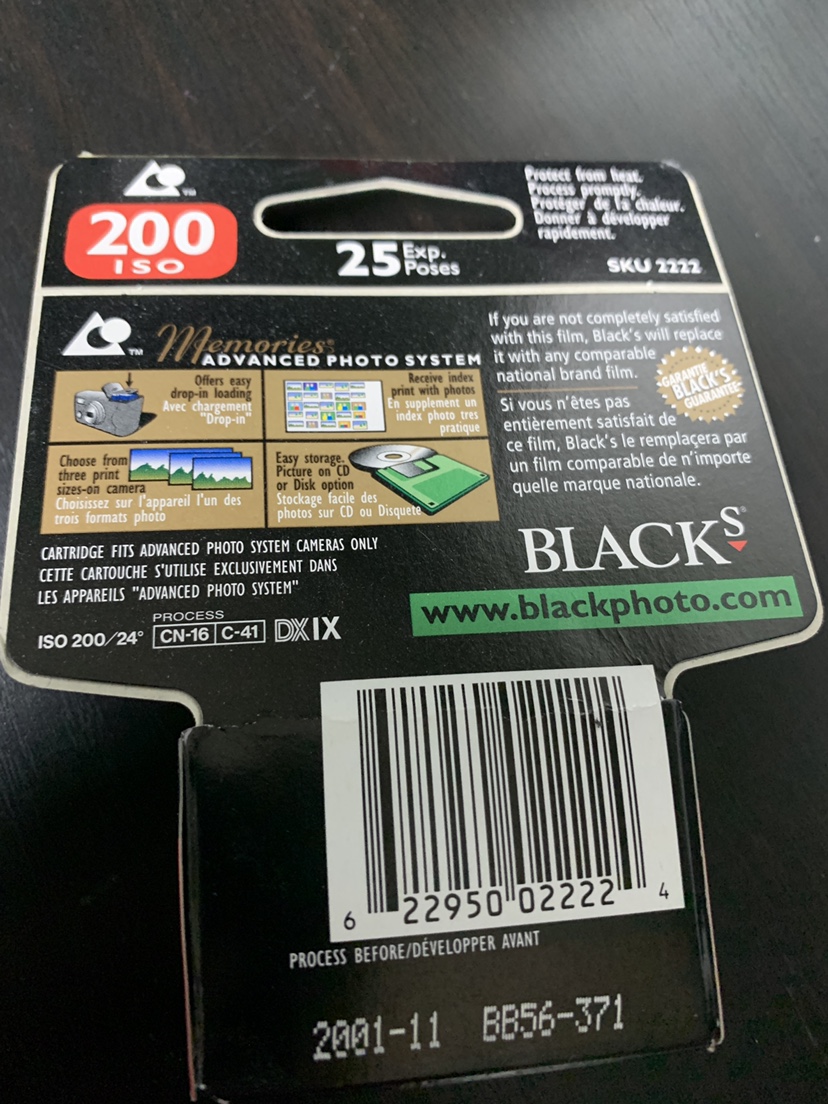 Protect from heat.
Process promptly.
Protéger de la chaleur.
Donner à développer
rapidement.
SKU 2222
TM
200
ISO
25 Exp.
Poses
TM
Memories®
ADVANCED PHOTO SYSTEM
Offers easy
drop-in loading
Avec chargement
"Drop-in"
Receive index
print with photos
En supplement un
index photo tres
pratique
Choose from
three print
sizes-on camera
Choisissez sur l'appareil l'un des
trois formats photo
Easy storage.
Picture on CD
or Disk option
Stockage facile des
photos sur CD ou Disquete
If you are not completely satisfied
with this film, Black's will replace
it with any comparable
national brand film.
GARANTIE
BLACK'S
GUARANTEE
Si vous n'êtes pas
entièrement satisfait de
ce film, Black's le remplaçera par
un film comparable de n'importe
quelle marque nationale.
BLACKS®
www.blackphoto.com
CARTRIDGE FITS ADVANCED PHOTO SYSTEM CAMERAS ONLY
CETTE CARTOUCHE S'UTILISE EXCLUSIVEMENT DANS
LES APPAREILS "ADVANCED PHOTO SYSTEM"
PROCESS
ISO 200/24° CN-16 C-41 DX IX
6 22950 02222 4
PROCESS BEFORE/DÉVELOPPER AVANT
2001-11 BB56-371